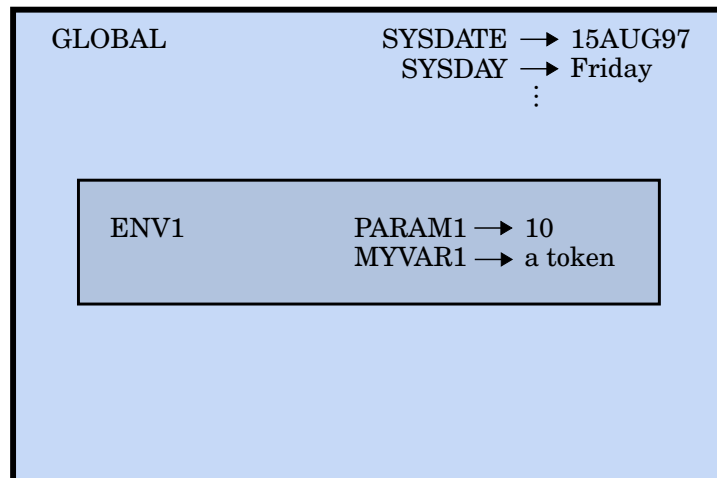 GLOBAL SYSDATE → 15AUG97
SYSDAY → Friday
⋮
ENV1 PARAM1 → 10
MYVAR1 → a token